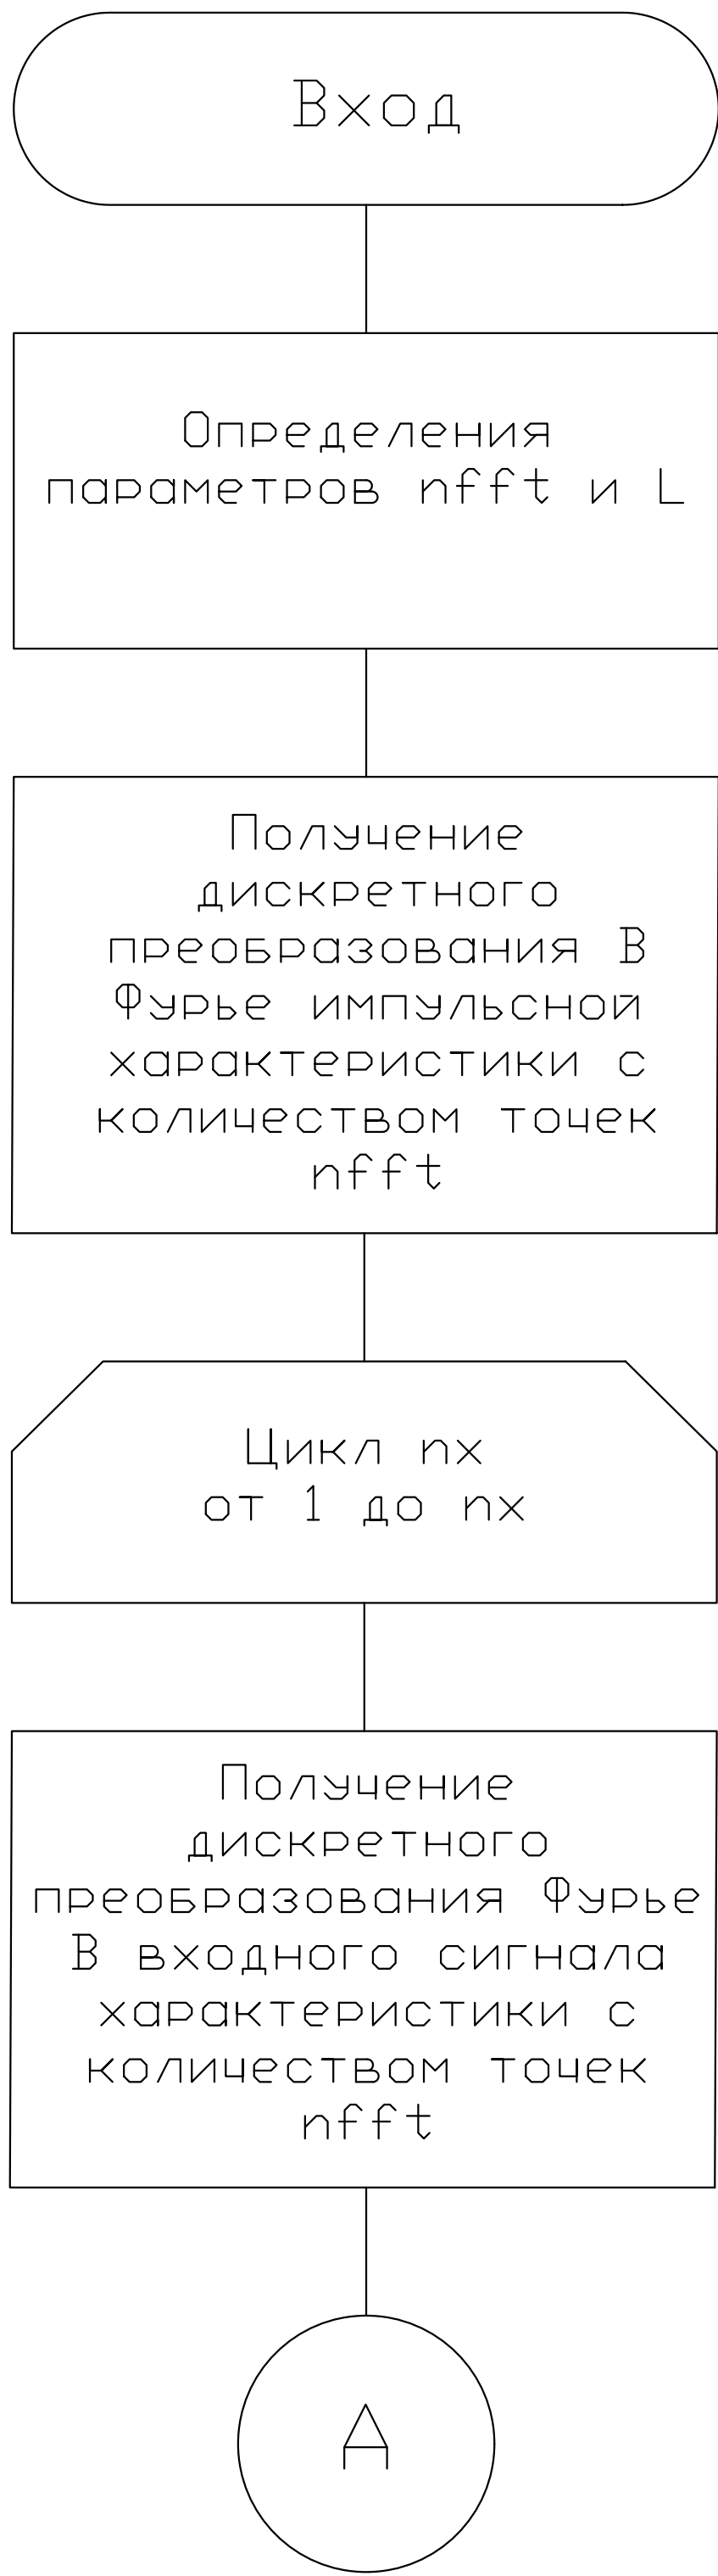 Вход
Определения
параметров nfft и L
Получение
дискретного
преобразования В
Фурье импульсной
характеристики с
количеством точек
nfft
Цикл nx
от 1 до nx
Получение
дискретного
преобразования Фурье
В входного сигнала
характеристики с
количеством точек
nfft
А